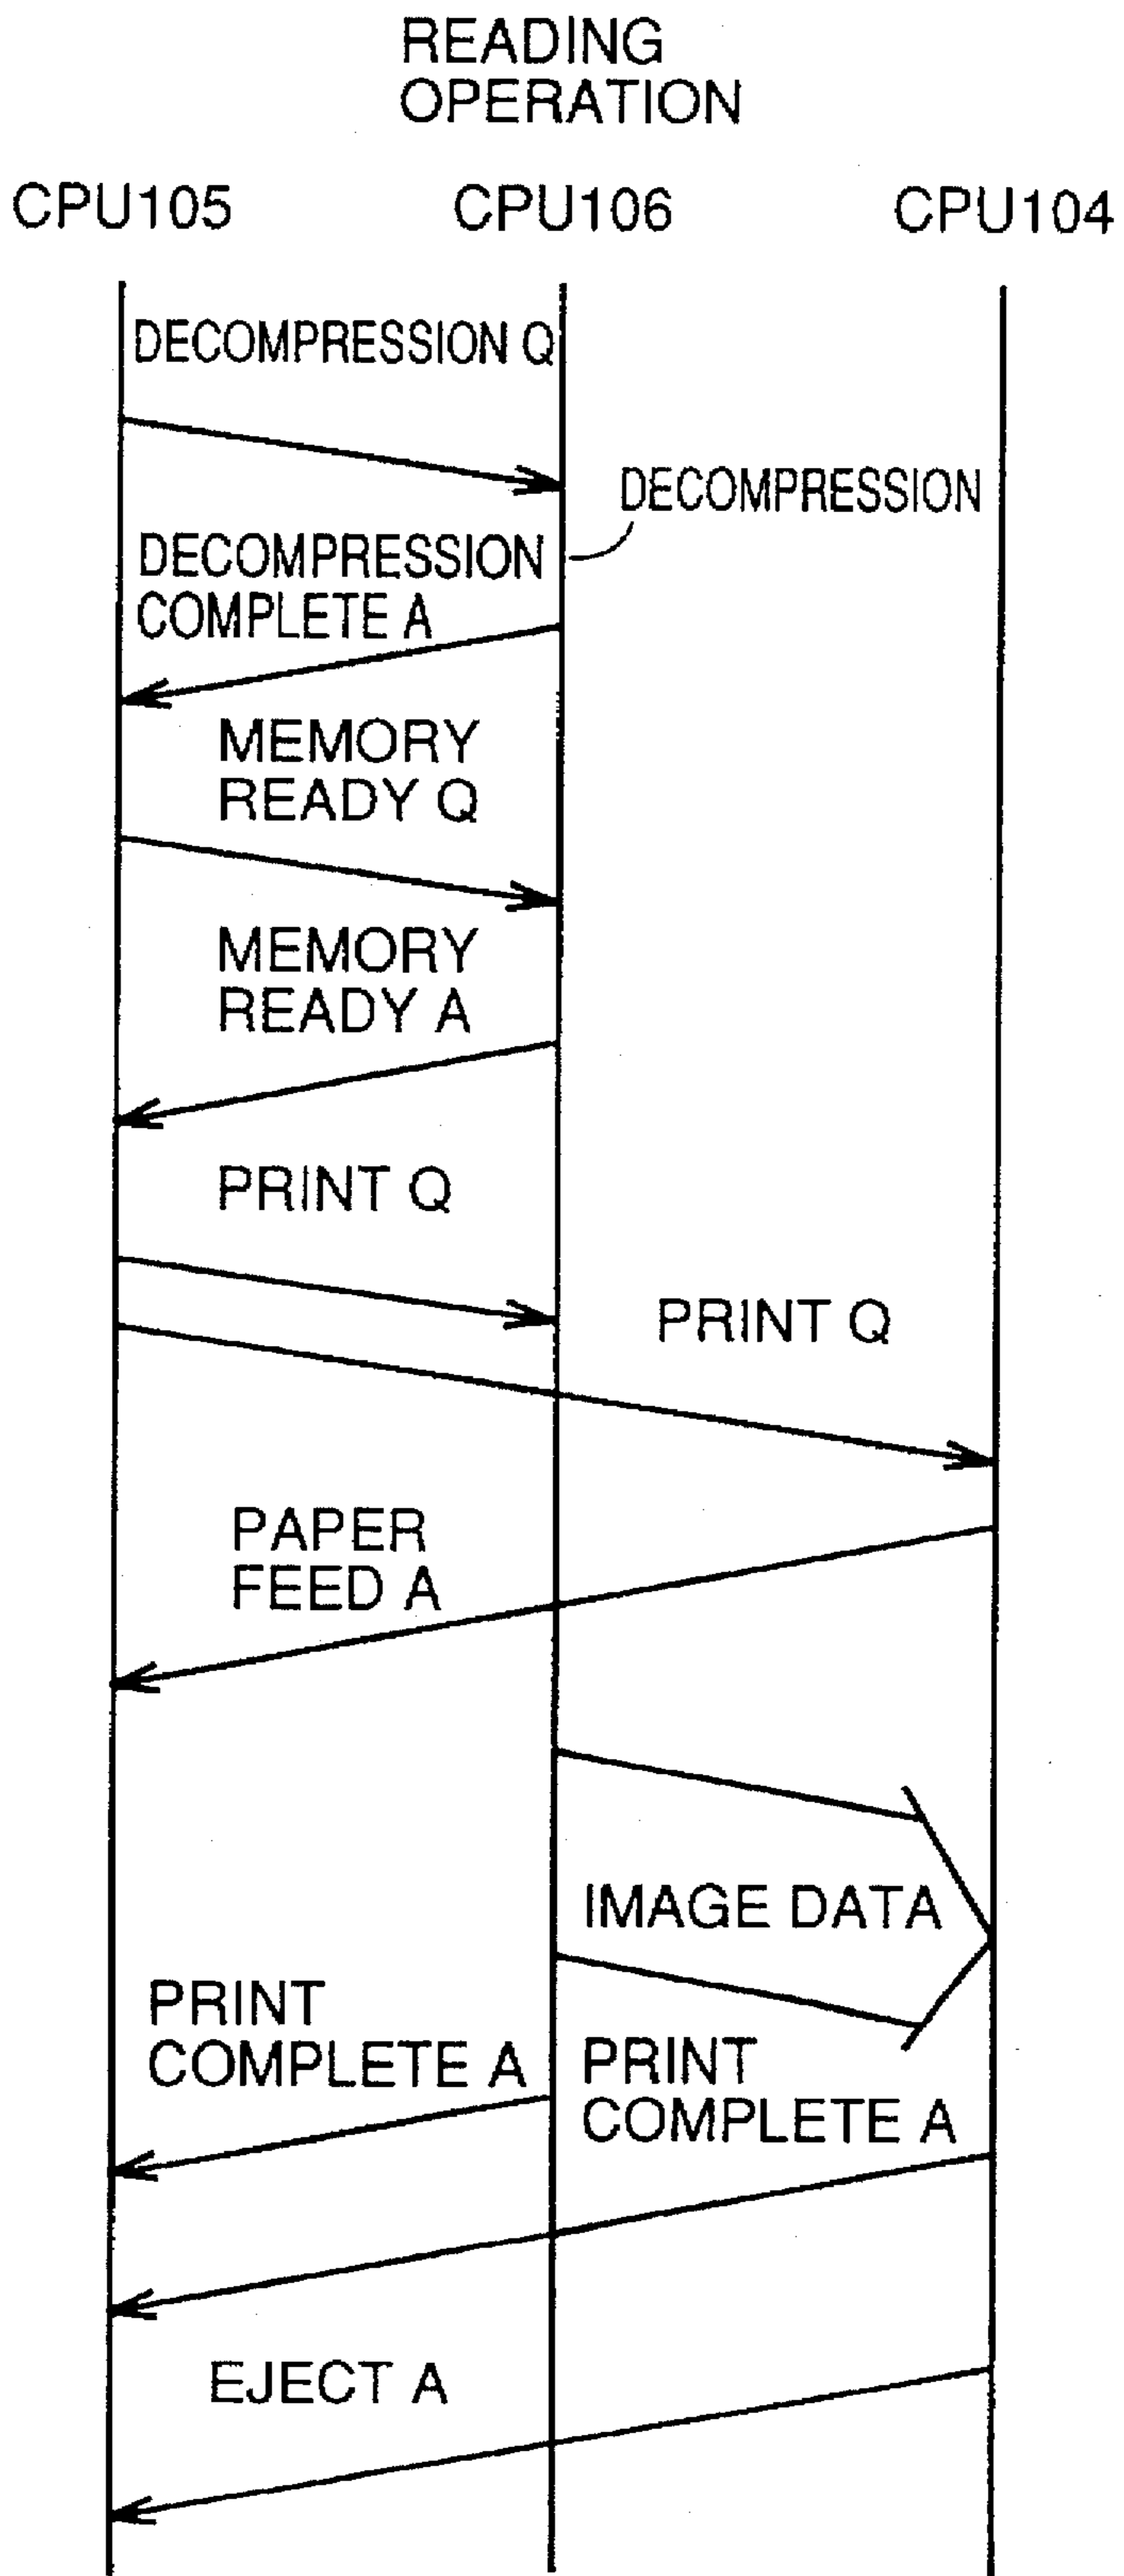 READING
OPERATION
CPU105 CPU106 CPU104
DECOMPRESSION Q
DECOMPRESSION
DECOMPRESSION
COMPLETE A
MEMORY
READY Q
MEMORY
READY A
PRINT Q
PRINT Q
PAPER
FEED A
IMAGE DATA
PRINT
COMPLETE A
PRINT
COMPLETE A
EJECT A